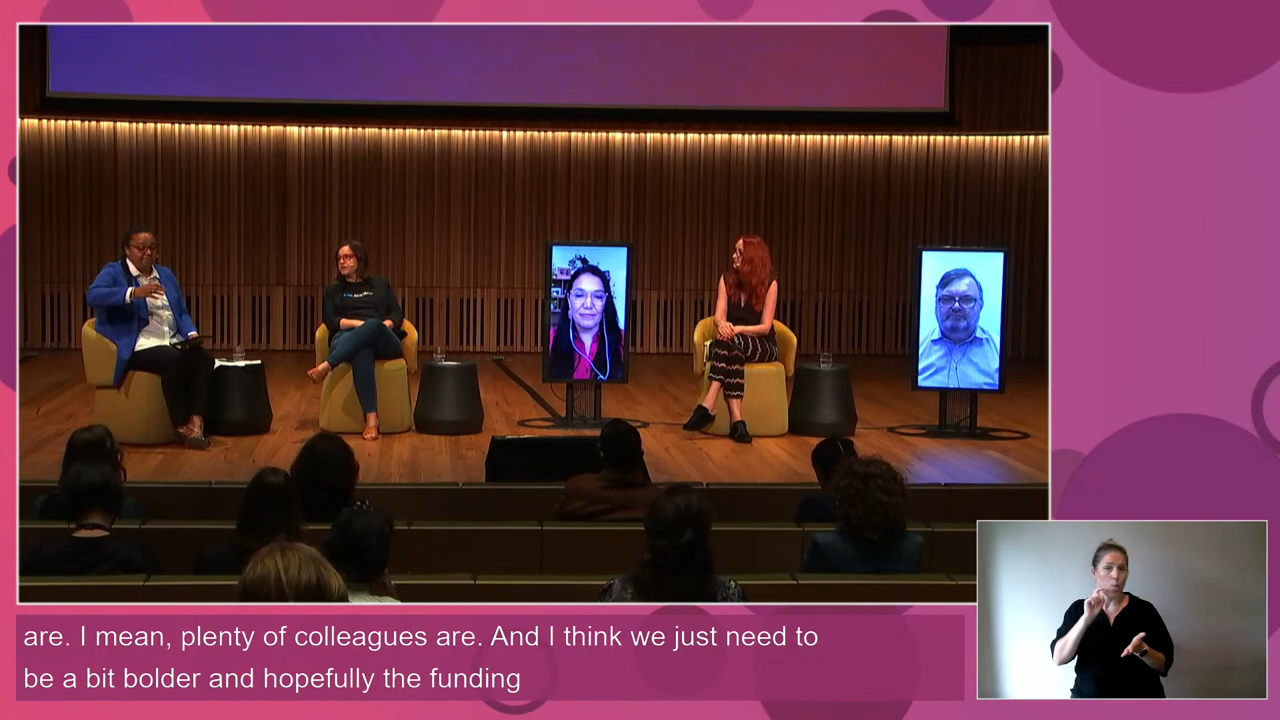 are. I mean, plenty of colleagues are. And I think we just need to
be a bit bolder and hopefully the funding